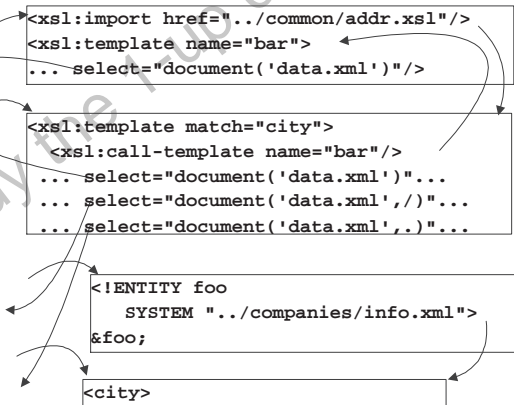 <xsl:import href="../common/addr.xsl"/>
<xsl:template name="bar">
... select="document('data.xml')"/>
<xsl:template match="city">
<xsl:call-template name="bar"/>
... select="document('data.xml')"...
... select="document('data.xml',/)"...
... select="document('data.xml',.)"...
<!ENTITY foo
SYSTEM "../companies/info.xml">
&foo;
<city>